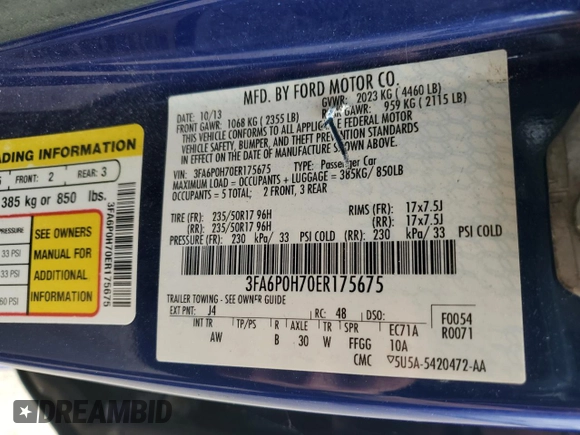 MFD. BY FORD MOTOR CO.
DATE: 10/13
GVWR: 2023 KG ( 4460 LB)
FRONT GAWR: 1068 KG ( 2355 LB)
GAWR: 959 KG ( 2115 LB)
THIS VEHICLE CONFORMS TO ALL APPLICABLE FEDERAL MOTOR
VEHICLE SAFETY, BUMPER, AND THEFT PREVENTION STANDARDS
IN EFFECT ON THE DATE OF MANUFACTURE SHOWN ABOVE.
VIN: 3FA6P0H70ER175675
TYPE: Passenger Car
MAXIMUM LOAD = OCCUPANTS + LUGGAGE = 385KG/ 850LB
OCCUPANTS = 5 TOTAL; 2 FRONT, 3 REAR
TIRE (FR): 235/50R17 96H RIMS (FR): 17x7.5J
(RR): 235/50R17 96H (RR): 17x7.5J
PRESSURE (FR): 230 kPa/ 33 PSI COLD (RR): 230 kPa/ 33 PSI COLD
3FA6P0H70ER175675
TRAILER TOWING - SEE OWNER GUIDE
EXT PNT: J4 RC: 48 DSO:
INT TR TP/PS R AXLE TR SPR EC71A
AW B 30 W FFGG 10A
CMC ▽5U5A-5420472-AA
F0054
R0071
ADING INFORMATION
FRONT: 2 REAR: 3
385 kg or 850 lbs.
PRESSURE
33 PSI
33 PSI
60 PSI
SEE OWNERS
MANUAL FOR
ADDITIONAL
INFORMATION
3FA6P0H70ER175675
DREAMBID